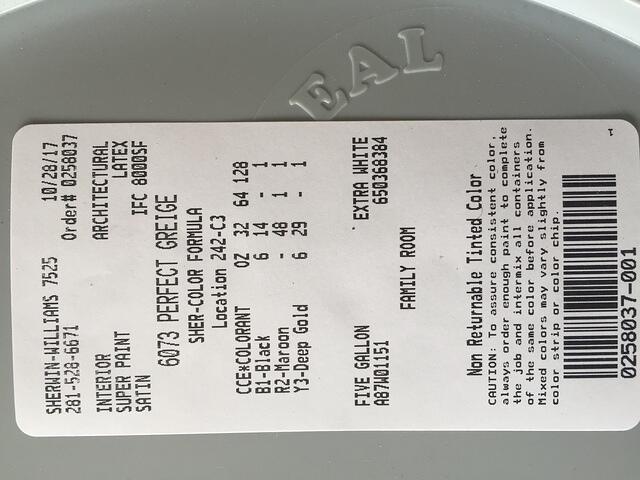 EAL
SHERWIN-WILLIAMS 7525 10/28/17
281-528-6671 Order# 0258037
INTERIOR ARCHITECTURAL
SUPER PAINT LATEX
SATIN IFC 8000SF
6073 PERFECT GREIGE
SHER-COLOR FORMULA
Location 242-C3
CCE*COLORANT OZ 32 64 128
B1-Black 6 14 - 1
R2-Maroon - 48 1 1
Y3-Deep Gold 6 29 - 1
FIVE GALLON EXTRA WHITE
A87W01151 650368384
FAMILY ROOM
Non Returnable Tinted Color
CAUTION: To assure consistent color,
always order enough paint to complete
the job and intermix all containers
of the same color before application.
Mixed colors may vary slightly from
color strip or color chip.
0258037-001